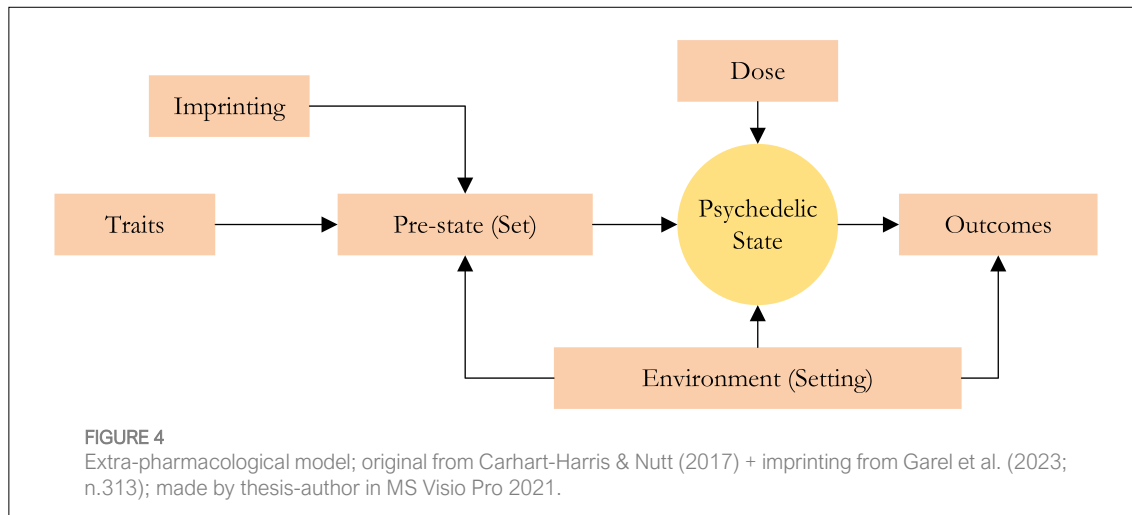 Dose
Imprinting
Traits
Pre-state (Set)
Psychedelic
State
Outcomes
Environment (Setting)
FIGURE 4
Extra-pharmacological model; original from Carhart-Harris & Nutt (2017) + imprinting from Garel et al. (2023;
n.313); made by thesis-author in MS Visio Pro 2021.